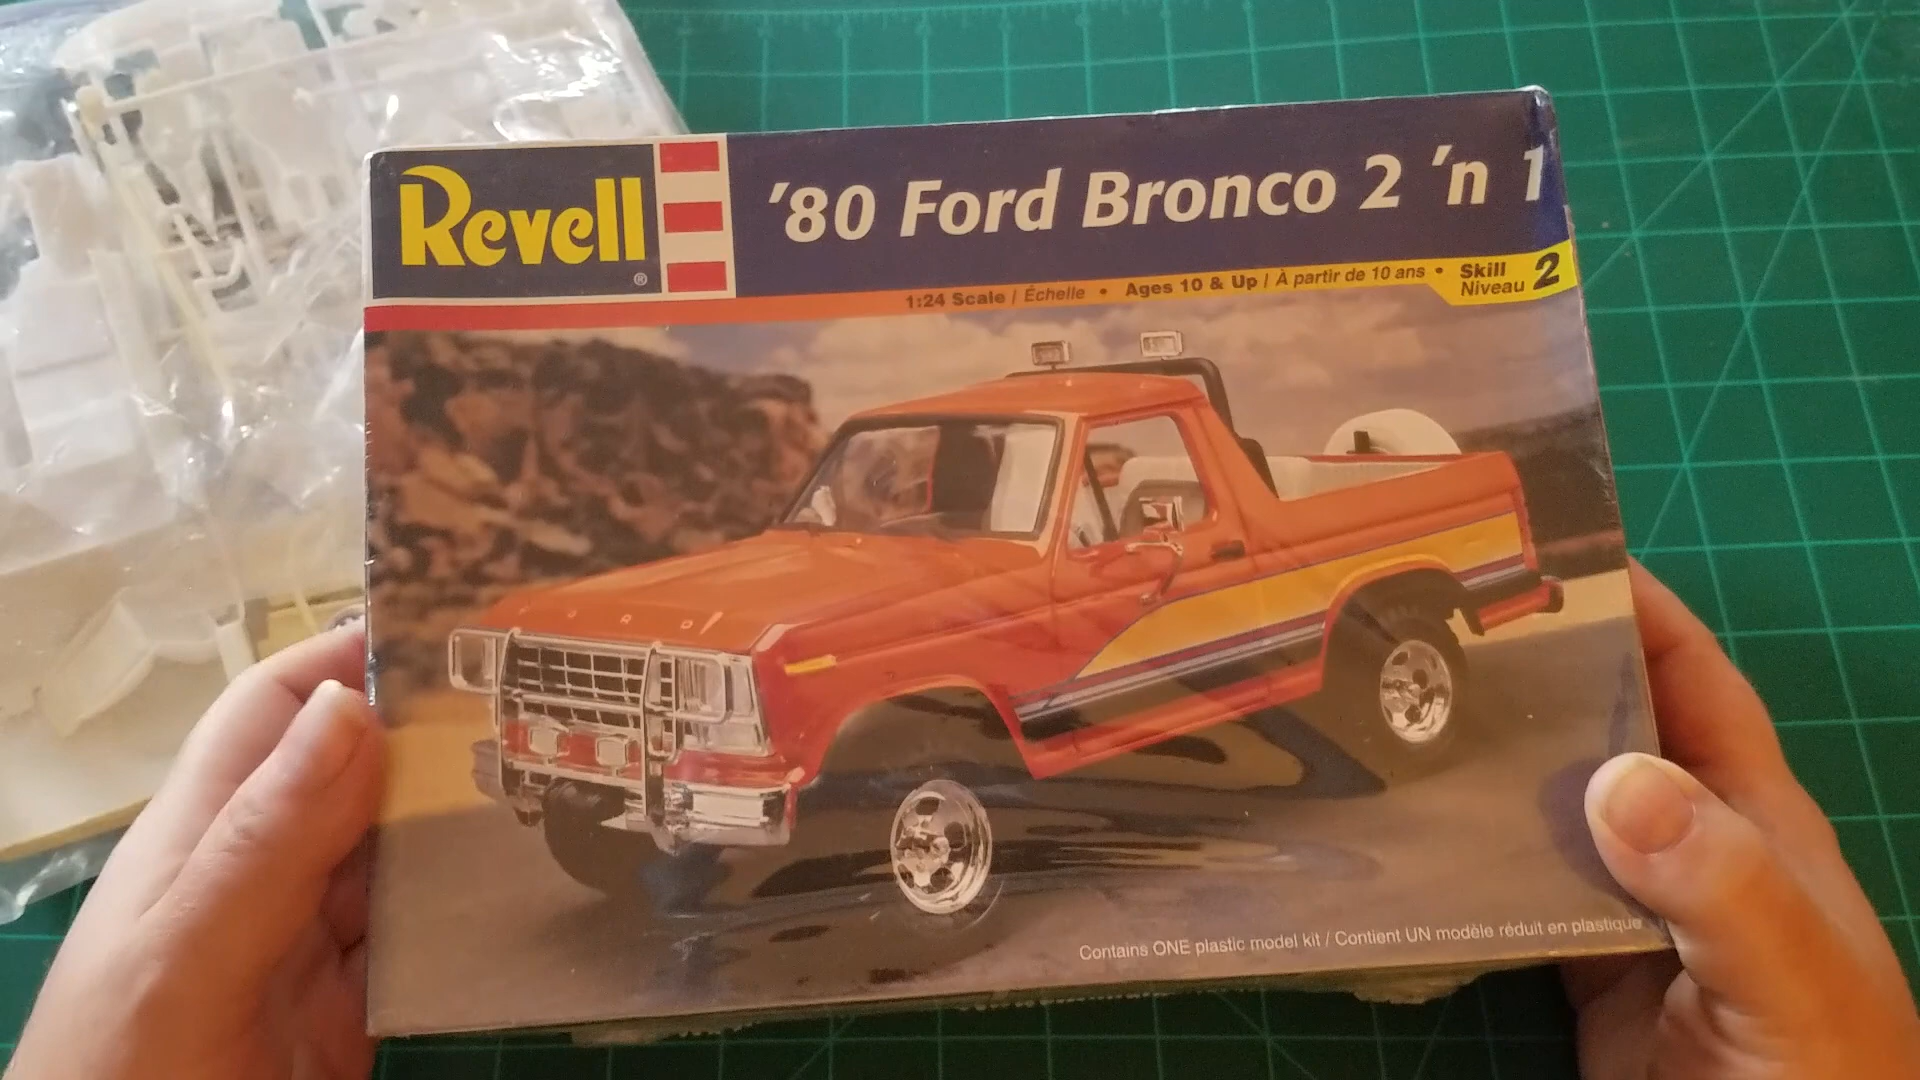 Revell
®
'80 Ford Bronco 2 'n 1
1:24 Scale / Échelle • Ages 10 & Up / À partir de 10 ans • Skill Niveau 2
FORD
Contains ONE plastic model kit / Contient UN modèle réduit en plastique